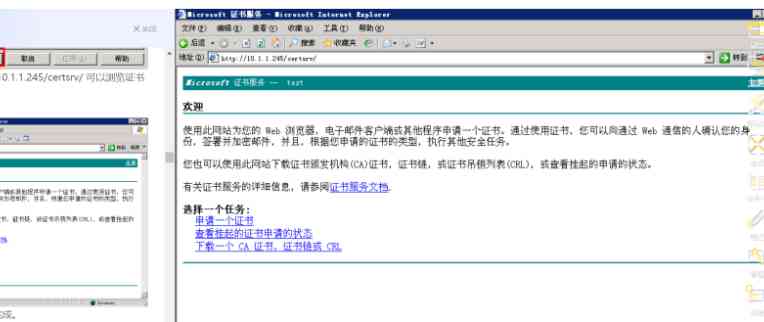 Microsoft 证书服务 - Microsoft Internet Explorer
文件(F) 编辑(E) 查看(V) 收藏(A) 工具(T) 帮助(H)
后退 搜索 收藏夹
地址(D) http://10.1.1.245/certsrv/ 转到
Microsoft 证书服务 -- test
主页
欢迎
使用此网站为您的 Web 浏览器，电子邮件客户端或其他程序申请一个证书。通过使用证书，您可以向通过 Web 通信的人确认您的身
份，签署并加密邮件，并且，根据您申请的证书的类型，执行其他安全任务。
您也可以使用此网站下载证书颁发机构(CA)证书，证书链，或证书吊销列表(CRL)，或查看挂起的申请的状态。
有关证书服务的详细信息，请参阅证书服务文档.
选择一个任务:
申请一个证书
查看挂起的证书申请的状态
下载一个 CA 证书，证书链或 CRL
取消 应用(A) 帮助
0.1.1.245/certsrv/ 可以浏览证书